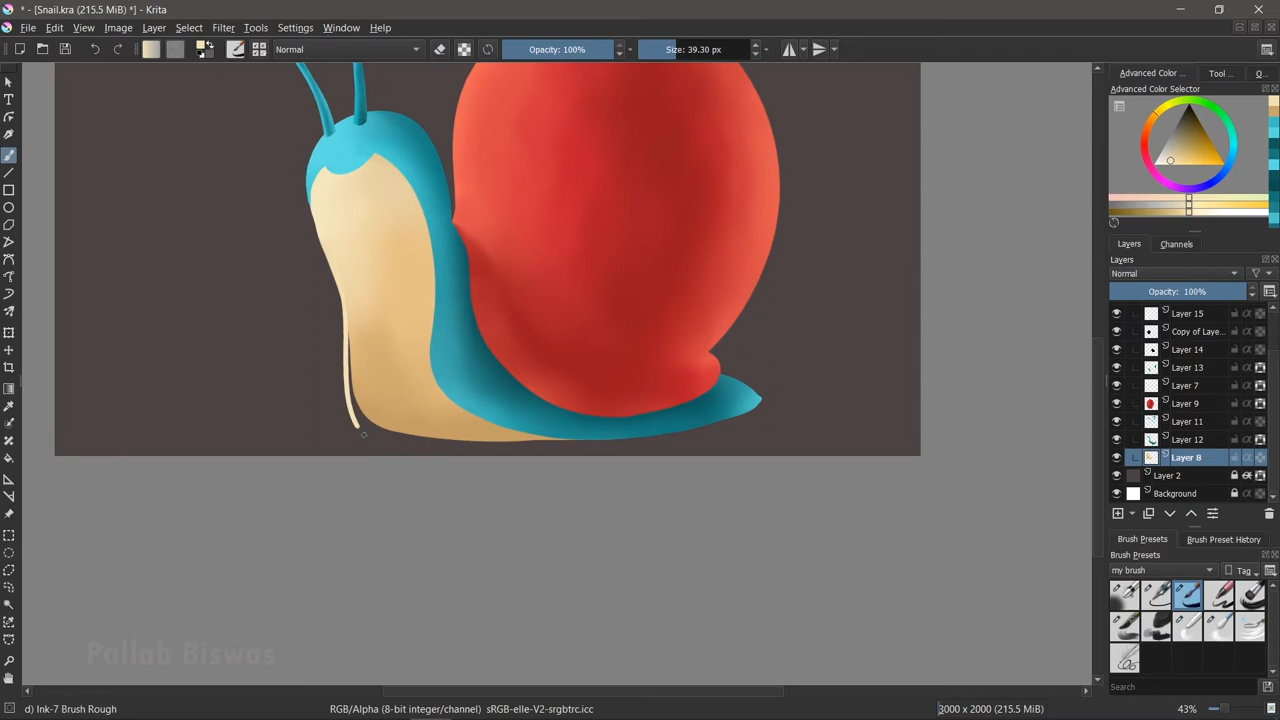 * - [Snail.kra (215.5 MiB) *] - Krita
File Edit View Image Layer Select Filter Tools Settings Window Help
Normal Opacity: 100% Size: 39.30 px
Advanced Color ... Tool ... Q...
Advanced Color Selector
Layers Channels
Layers
Normal
Opacity: 100%
Layer 15
Copy of Laye...
Layer 14
Layer 13
Layer 7
Layer 9
Layer 11
Layer 12
Layer 8
Layer 2
Background
Brush Presets Brush Preset History
Brush Presets
my brush Tag
Search
Pallab Biswas
d) Ink-7 Brush Rough RGB/Alpha (8-bit integer/channel) sRGB-elle-V2-srgbtrc.icc 3000 x 2000 (215.5 MiB) 43%